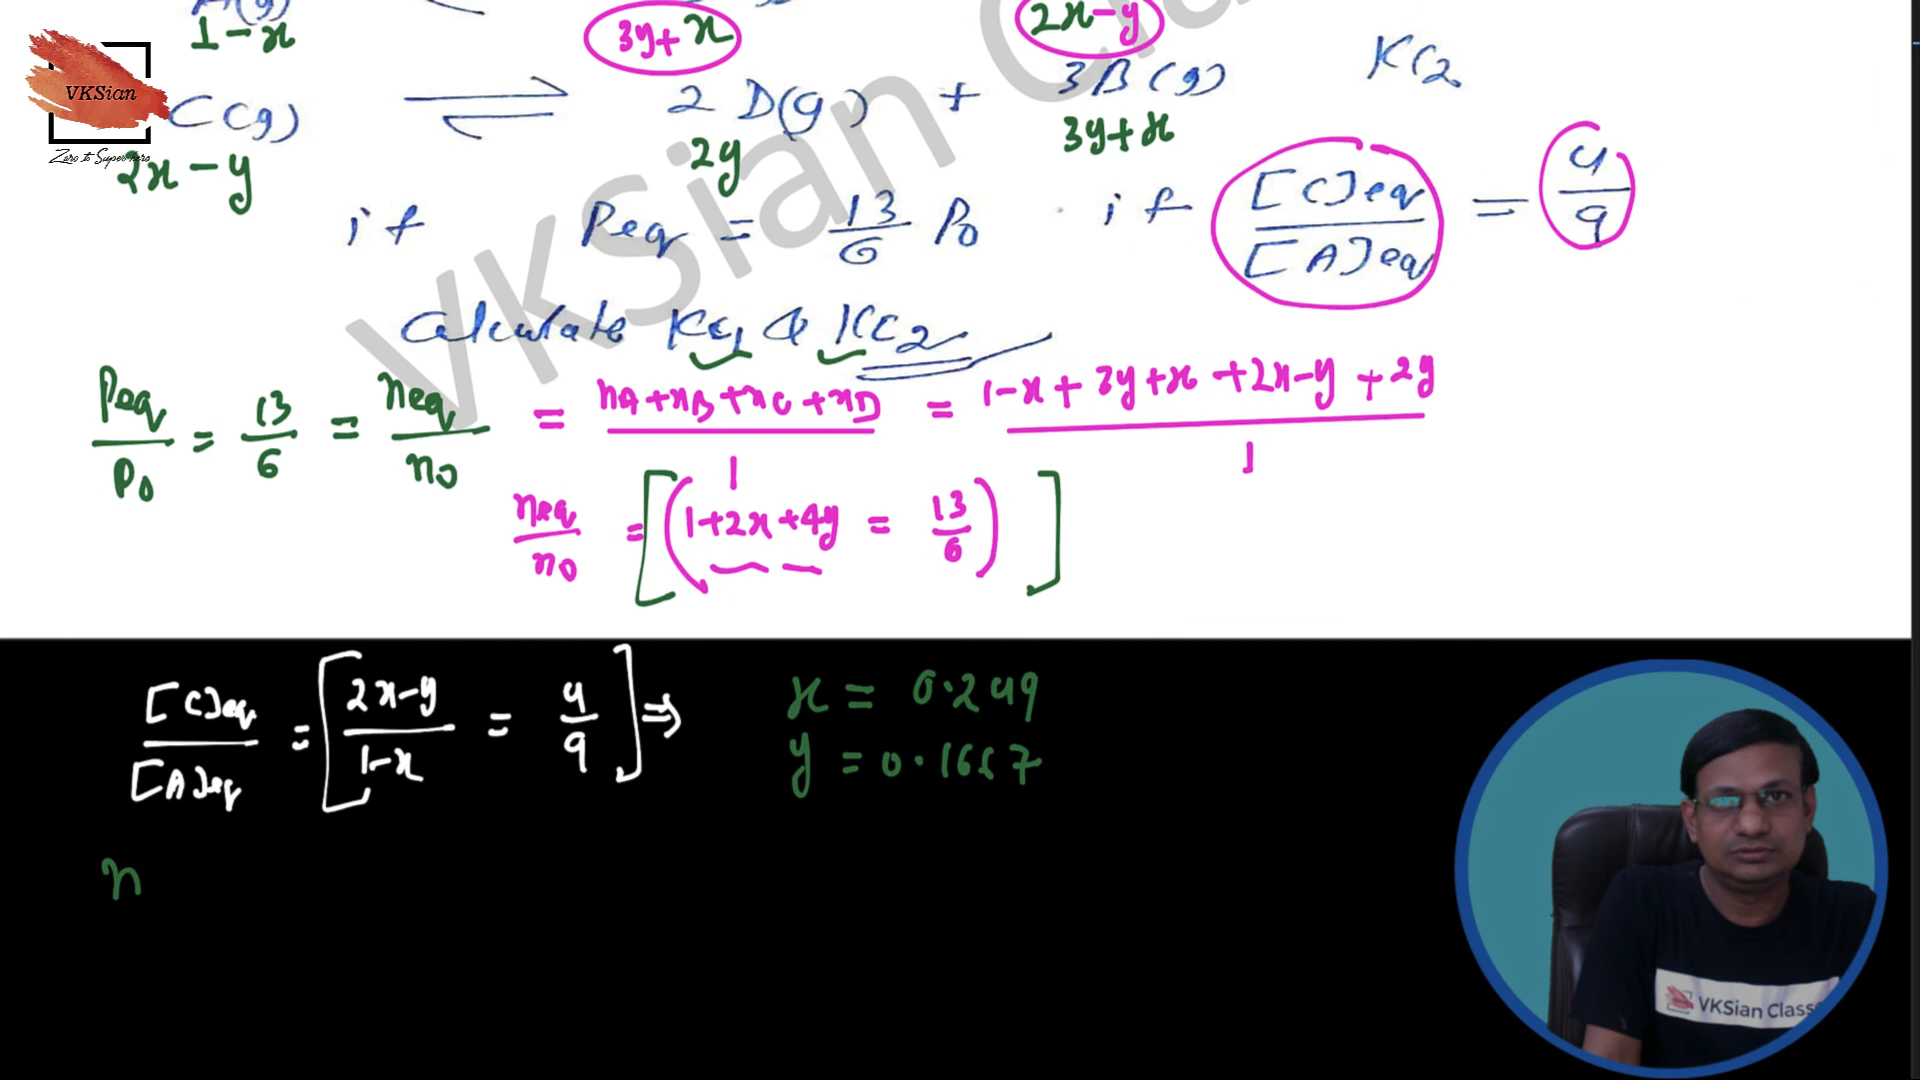 1-x 3y+x 2x-y
C(g) ⇌ 2 D(g) + 3B(g) KC2
2x-y 2y 3y+x
VKSian
Zero to Super hero
VKSian Cla
if Peq = 13/6 P0 if [C]eq/[A]eq = 4/9
Calculate KC1 & KC2
Peq/P0 = 13/6 = neq/n0 = nA+nB+nC+nD/1 = 1-x+3y+x+2x-y+2y/1
neq/n0 = [(1+2x+4y = 13/6)]
[C]eq/[A]eq = [2x-y/1-x = 4/9] ⇒ x = 0.249
y = 0.1667
n
VKSian Class